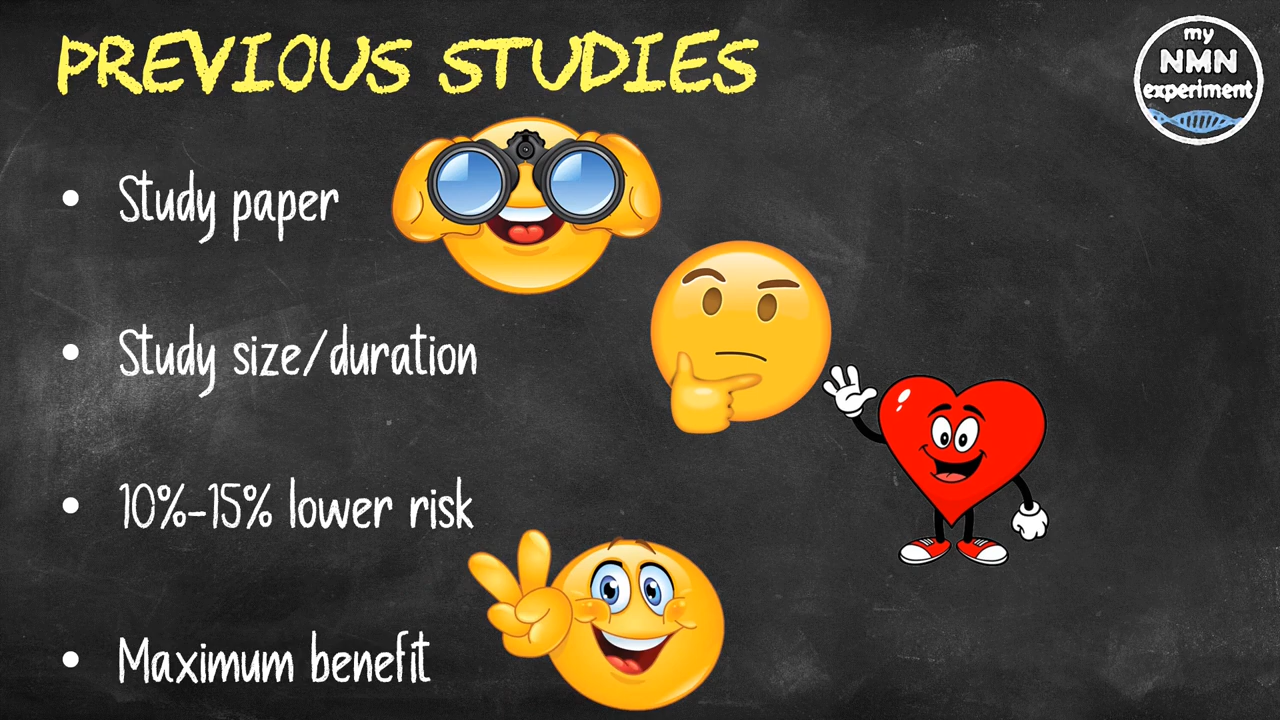 PREVIOUS STUDIES
my
NMN
experiment
• Study paper
• Study size/duration
• 10%-15% lower risk
• Maximum benefit